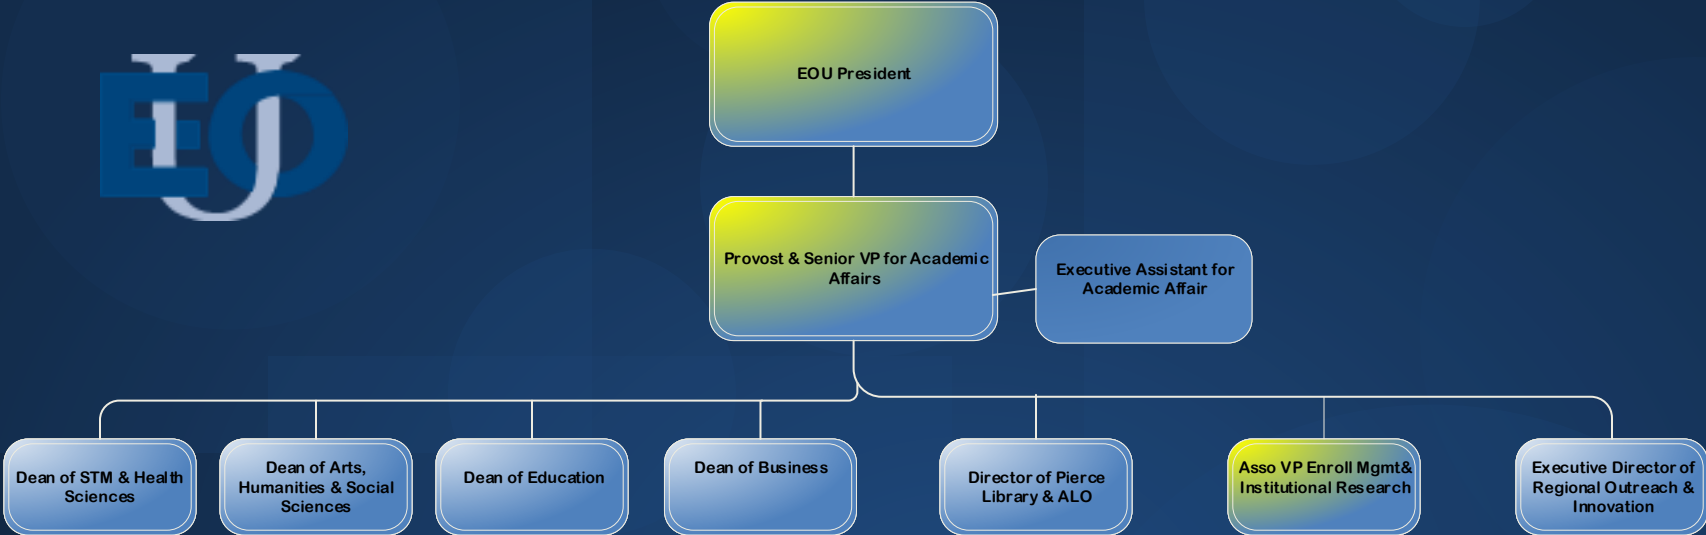 EOU
EOU President
Provost & Senior VP for Academic
Affairs
Executive Assistant for
Academic Affair
Dean of STM & Health
Sciences
Dean of Arts,
Humanities & Social
Sciences
Dean of Education
Dean of Business
Director of Pierce
Library & ALO
Asso VP Enroll Mgmt&
Institutional Research
Executive Director of
Regional Outreach &
Innovation